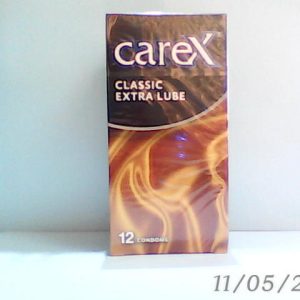 careX
CLASSIC
EXTRA LUBE
12 CONDOMS
11/05/2